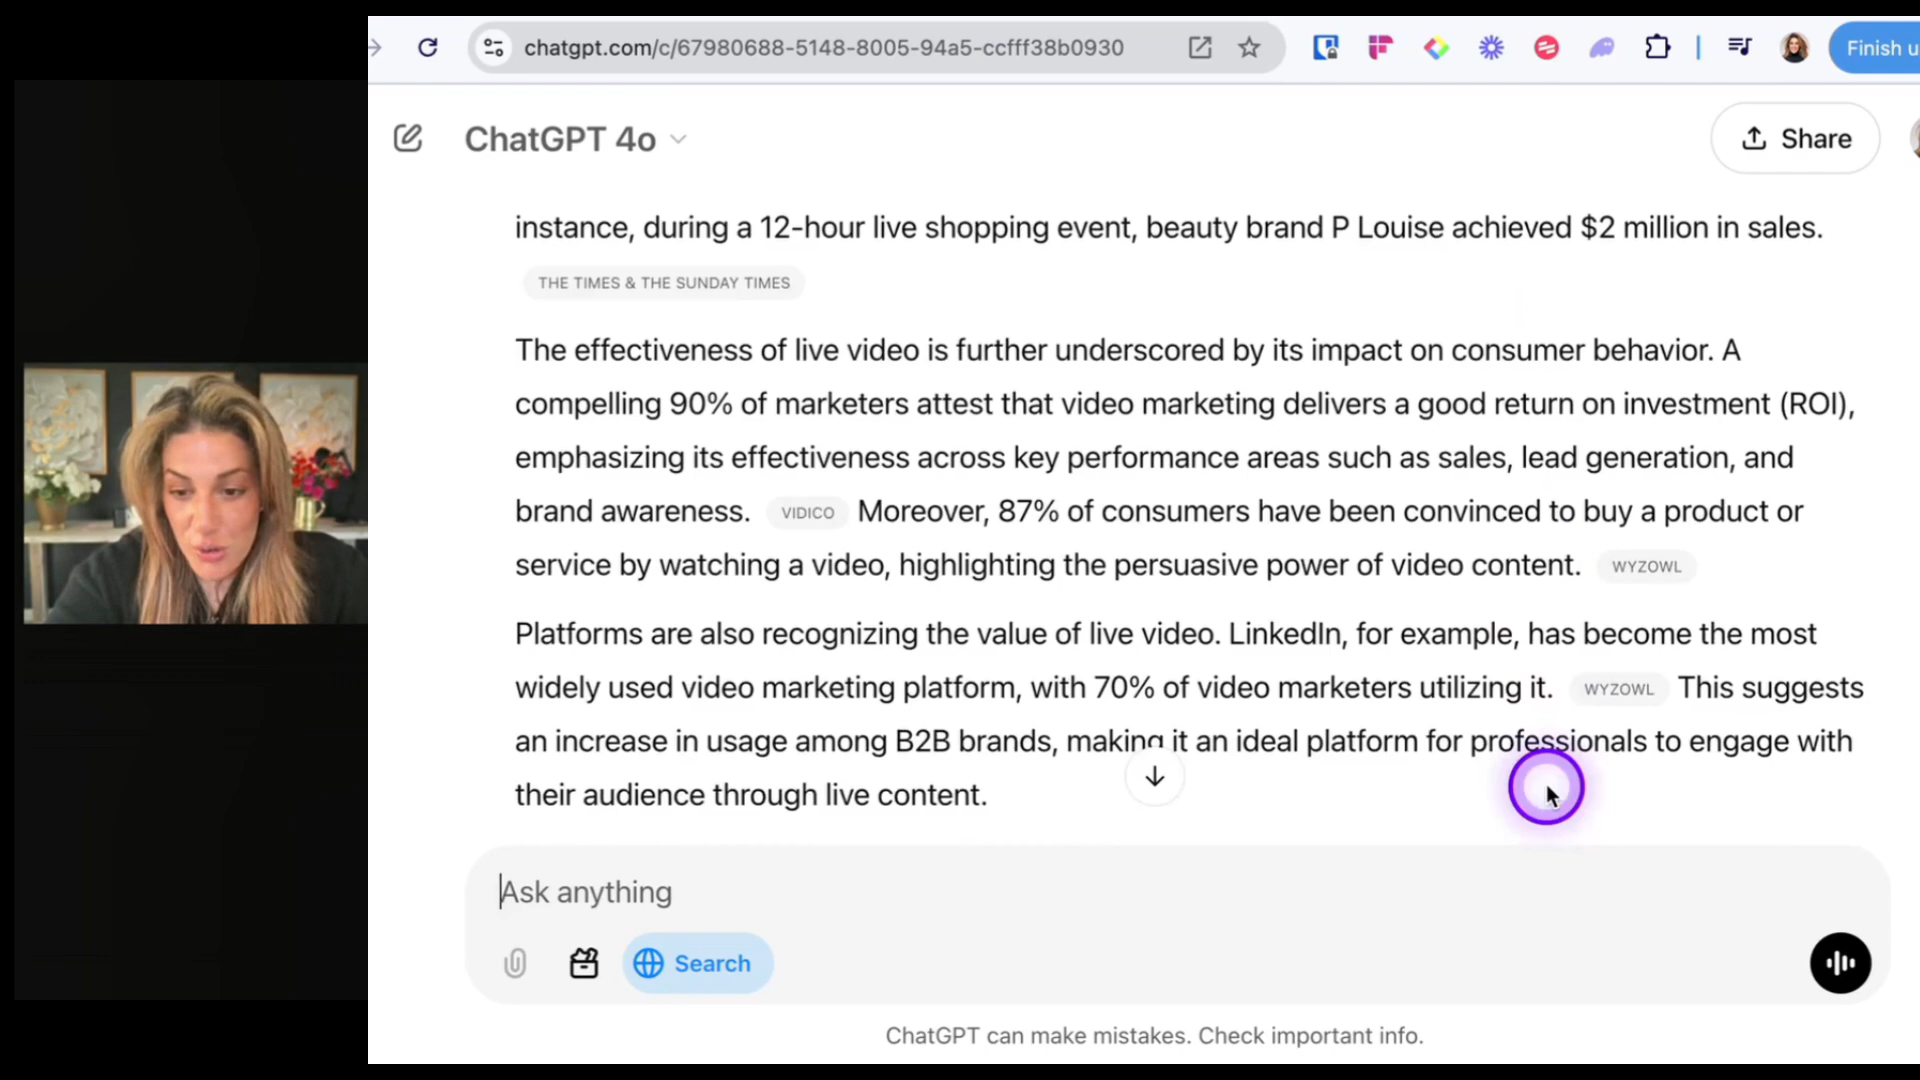 chatgpt.com/c/67980688-5148-8005-94a5-ccfff38b0930
Finish u
ChatGPT 4o
Share
instance, during a 12-hour live shopping event, beauty brand P Louise achieved $2 million in sales.
THE TIMES & THE SUNDAY TIMES
The effectiveness of live video is further underscored by its impact on consumer behavior. A
compelling 90% of marketers attest that video marketing delivers a good return on investment (ROI),
emphasizing its effectiveness across key performance areas such as sales, lead generation, and
brand awareness. VIDICO Moreover, 87% of consumers have been convinced to buy a product or
service by watching a video, highlighting the persuasive power of video content. WYZOWL
Platforms are also recognizing the value of live video. LinkedIn, for example, has become the most
widely used video marketing platform, with 70% of video marketers utilizing it. WYZOWL This suggests
an increase in usage among B2B brands, making it an ideal platform for professionals to engage with
their audience through live content.
Ask anything
Search
ChatGPT can make mistakes. Check important info.